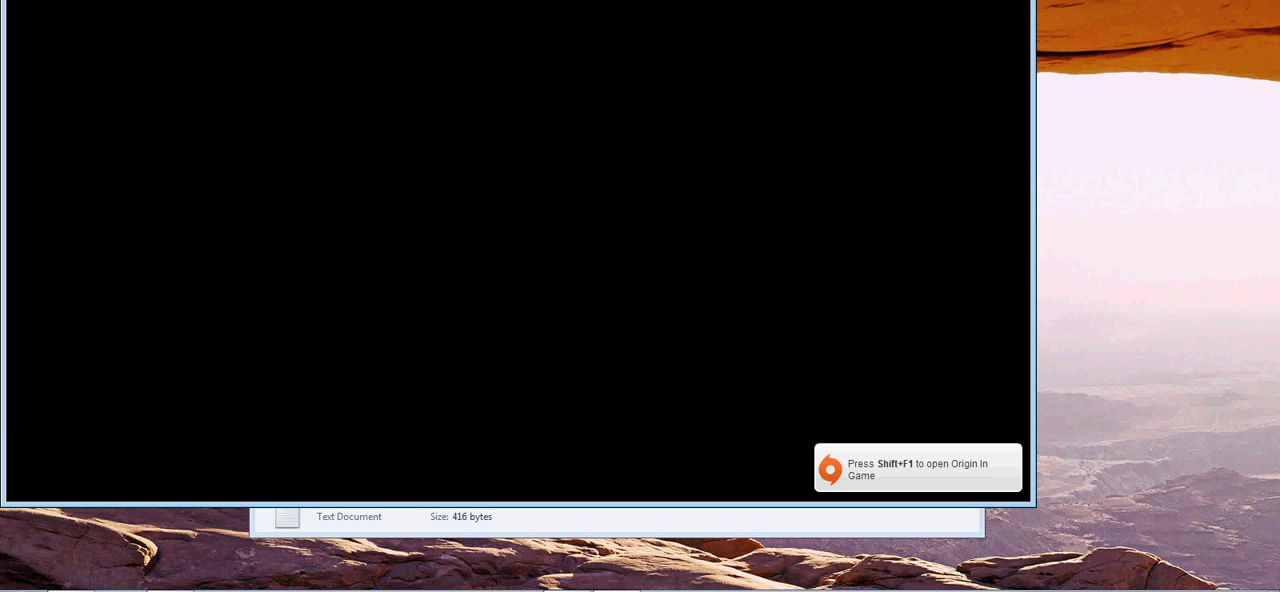 Press Shift+F1 to open Origin In
Game
Text Document Size: 416 bytes